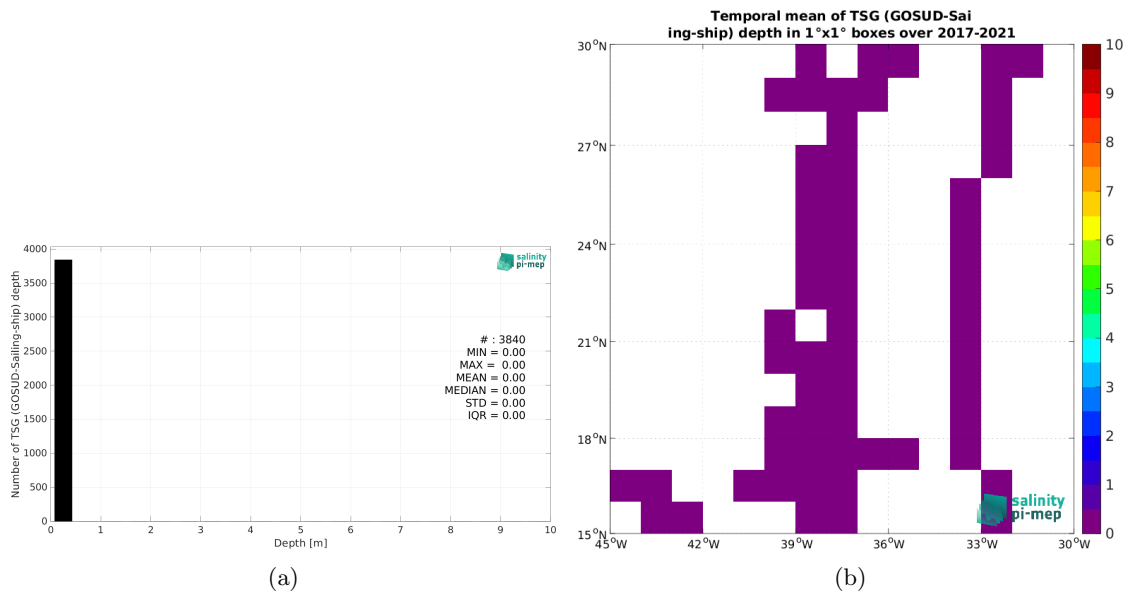 4000
3500
3000
2500
2000
1500
1000
500
0
Number of TSG (GOSUD-Sailing-ship) depth
salinity
pi-mep
# : 3840
MIN = 0.00
MAX = 0.00
MEAN = 0.00
MEDIAN = 0.00
STD = 0.00
IQR = 0.00
0 1 2 3 4 5 6 7 8 9 10
Depth [m]
(a)
Temporal mean of TSG (GOSUD-Sai
ing-ship) depth in 1°x1° boxes over 2017-2021
30°N
27°N
24°N
21°N
18°N
15°N
45°W 42°W 39°W 36°W 33°W 30°W
salinity
pi-mep
10
9
8
7
6
5
4
3
2
1
0
(b)